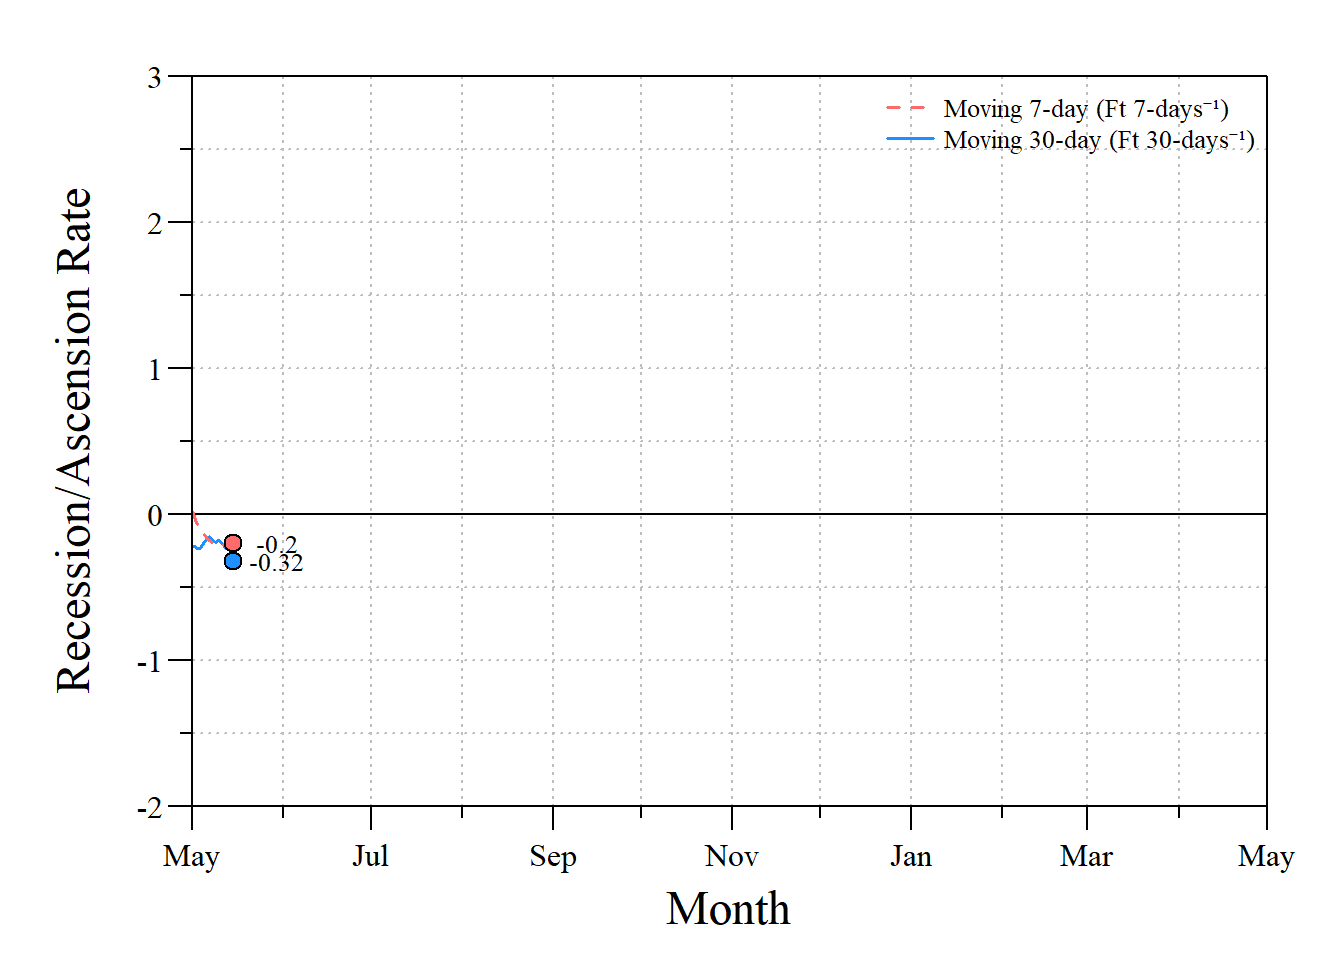 Recession/Ascension Rate
3
2
1
0
-1
-2
Moving 7-day (Ft 7-days⁻¹)
Moving 30-day (Ft 30-days⁻¹)
-0.2
-0.32
May Jul Sep Nov Jan Mar May
Month